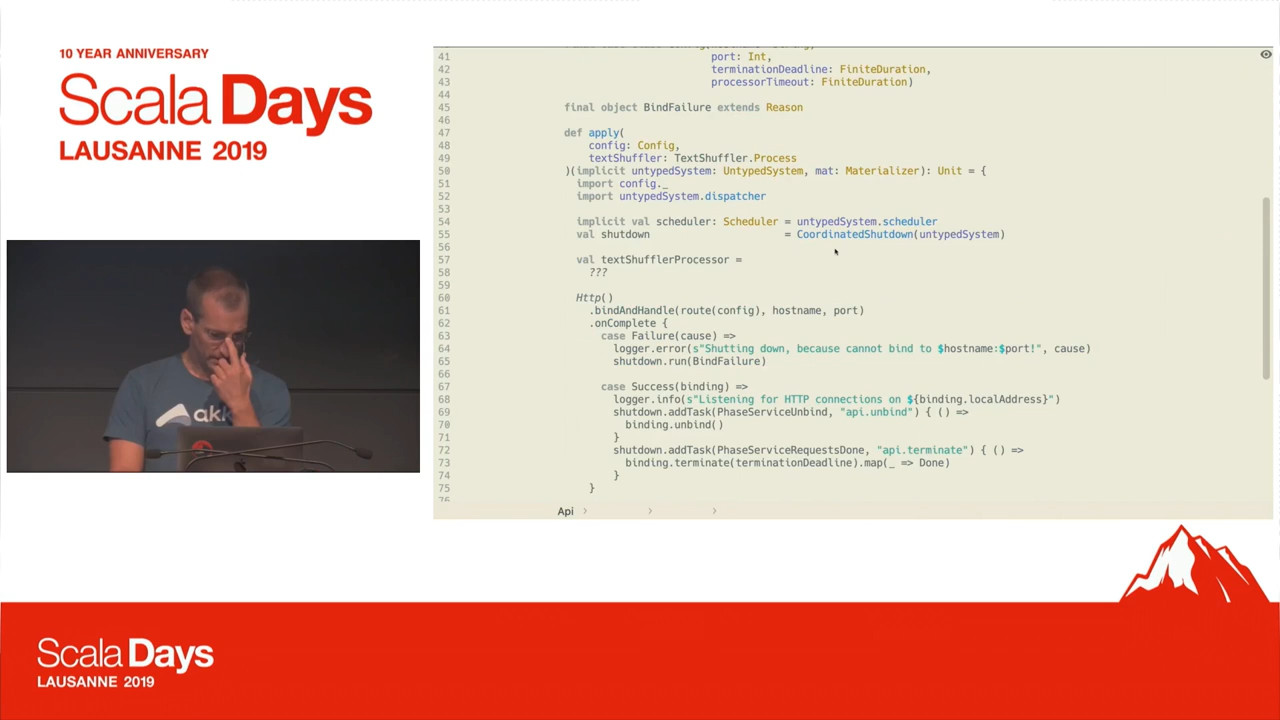 10 YEAR ANNIVERSARY
Scala Days
LAUSANNE 2019
akk
41
42
43
44
45
46
47
48
49
50
51
52
53
54
55
56
57
58
59
60
61
62
63
64
65
66
67
68
69
70
71
72
73
74
75
76
port: Int,
terminationDeadline: FiniteDuration,
processorTimeout: FiniteDuration)
final object BindFailure extends Reason
def apply(
config: Config,
textShuffler: TextShuffler.Process
)(implicit untypedSystem: UntypedSystem, mat: Materializer): Unit = {
import config._
import untypedSystem.dispatcher
implicit val scheduler: Scheduler = untypedSystem.scheduler
val shutdown = CoordinatedShutdown(untypedSystem)
val textShufflerProcessor =
???
Http()
.bindAndHandle(route(config), hostname, port)
.onComplete {
case Failure(cause) =>
logger.error(s"Shutting down, because cannot bind to $hostname:$port!", cause)
shutdown.run(BindFailure)
case Success(binding) =>
logger.info(s"Listening for HTTP connections on ${binding.localAddress}")
shutdown.addTask(PhaseServiceUnbind, "api.unbind") { () =>
binding.unbind()
}
shutdown.addTask(PhaseServiceRequestsDone, "api.terminate") { () =>
binding.terminate(terminationDeadline).map(_ => Done)
}
}
Api › › ›
Scala Days
LAUSANNE 2019